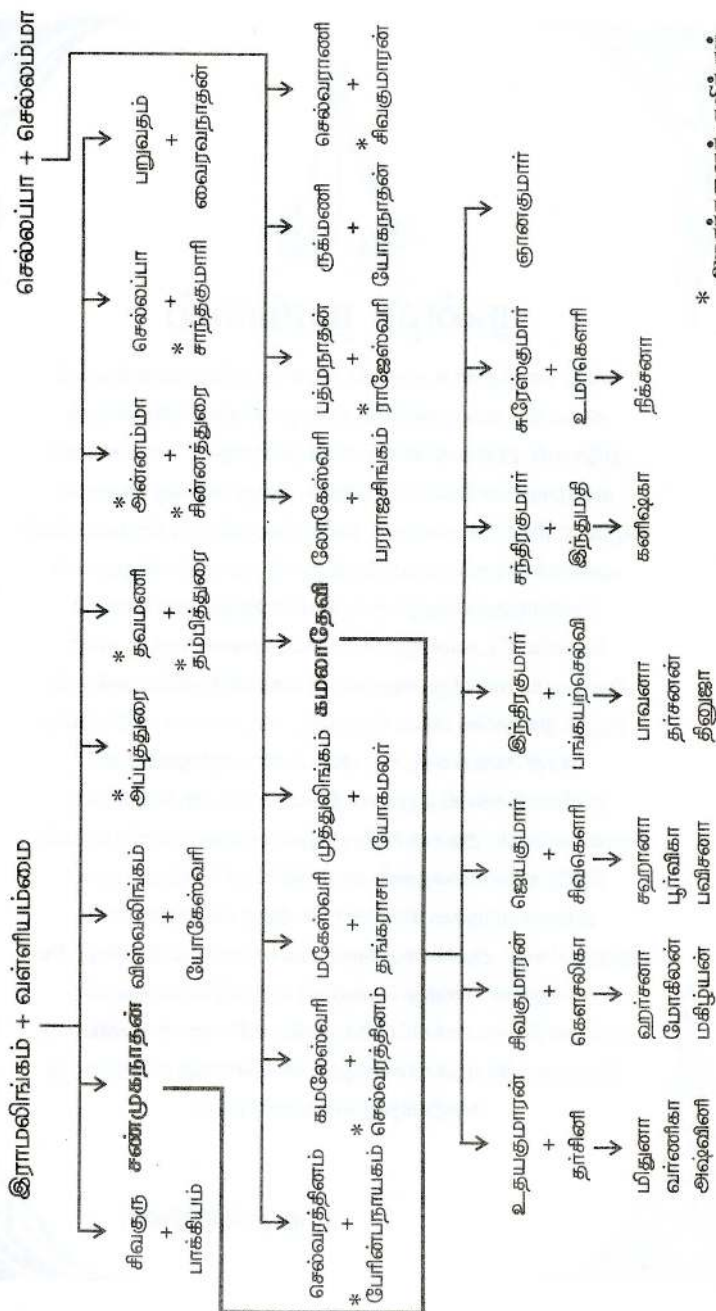 இராமலிங்கம் + வள்ளியம்மை
செல்லப்பா + செல்லம்மா
சிவகுரு சண்முகநாதன் விஸ்வலிங்கம் * அப்புத்துரை * தவமணி * அண்னம்மா செல்லப்பா பறுவதம்
+ + + + + +
பாக்கியம் யோகேஸ்வரி * தம்பித்துரை * சின்னத்துரை * சாந்தகுமாரி வைரவநாதன்
செல்வரத்தினம் கமலேஸ்வரி மகேஸ்வரி முத்துலிங்கம் கமலாதேவி லோகேஸ்வரி பத்மநாதன் ருக்மணி செல்வராணி
+ + + + + + + +
* பேரின்பநாயகம் * செல்வரத்தினம் தங்கராசா யோகமலர் பரராஜசிங்கம் * ராஜேஸ்வரி யோகநாதன் * சிவகுமாரன்
உதயகுமாரன் சிவகுமாரன் ஜெயகுமார் இந்திரகுமார் சந்திரகுமார் சுரேஸ்குமார் ஞானகுமார்
+ + + + + +
தர்சினி கௌசலிகா சிவகௌரி பங்கயற்செல்வி இந்துமதி உமாகௌரி
மிதுனா ஹர்சனா சுஹானா பாவனா கனிஷ்கா நிக்சனா
வர்ணிகா யோகிலன் பூர்விகா தர்சனன்
அஷ்வினி மகிழ்யன் பவிசனா தினுஜா
*